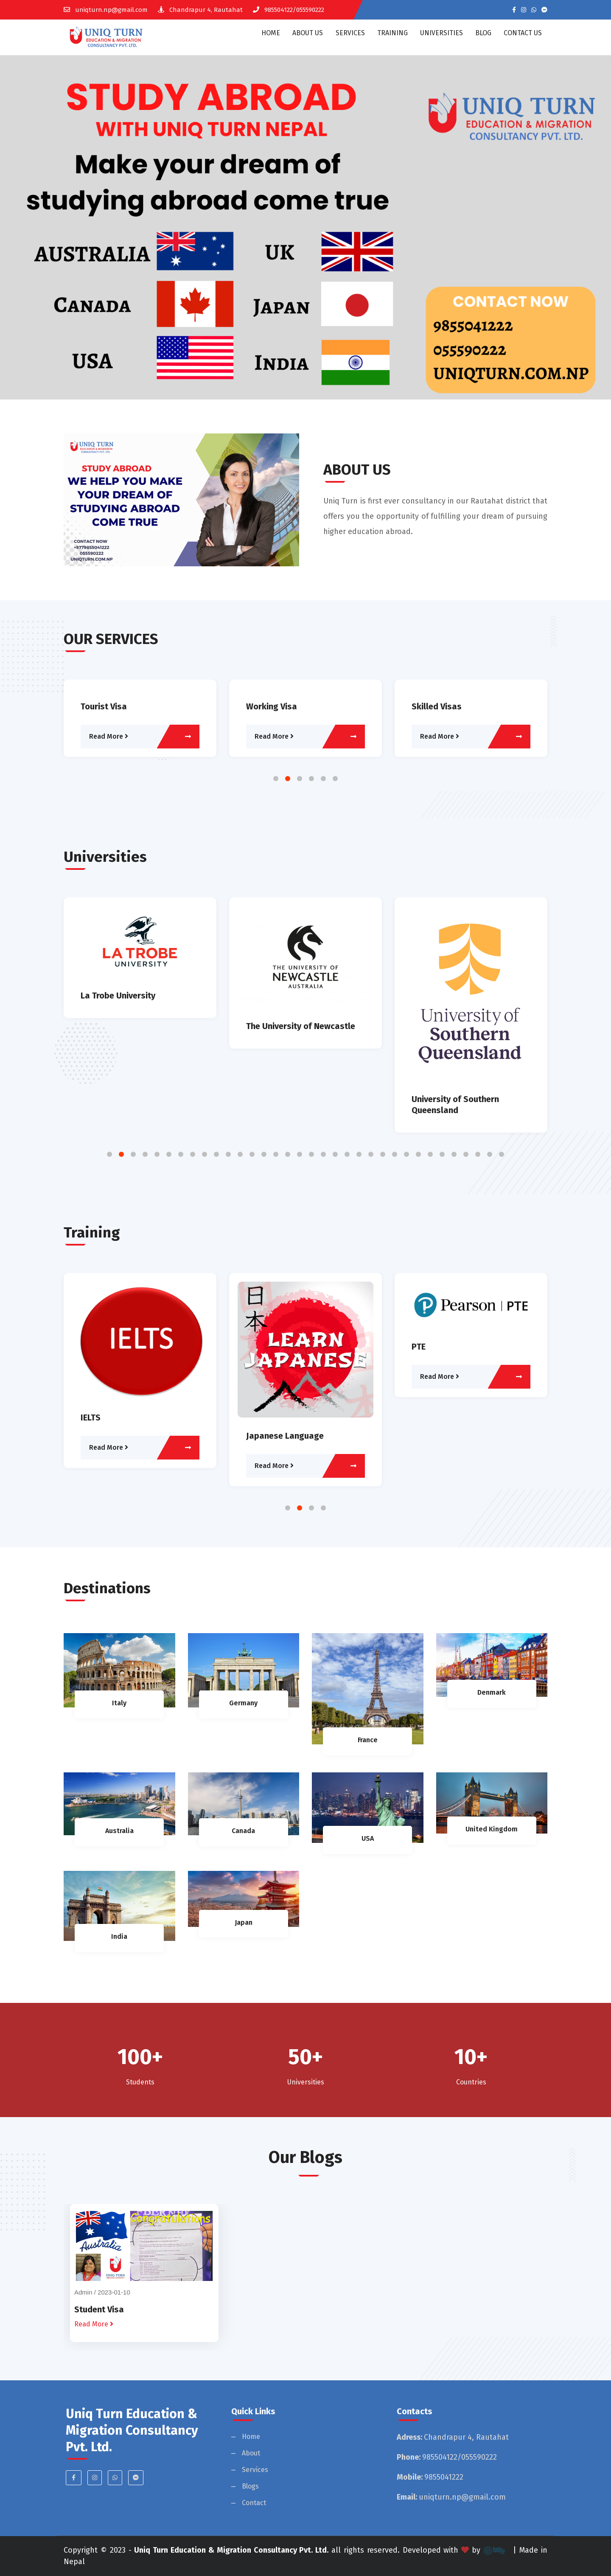 uniqturn.np@gmail.com Chandrapur 4, Rautahat 9855041122/055590222
UNIQ TURN
EDUCATION & MIGRATION
CONSULTANCY PVT. LTD.
HOME ABOUT US SERVICES TRAINING UNIVERSITIES BLOG CONTACT US
STUDY ABROAD
WITH UNIQ TURN NEPAL
Make your dream of
studying abroad come true
UNIQ TURN
EDUCATION & MIGRATION
CONSULTANCY PVT. LTD.
AUSTRALIA UK
CANADA JAPAN
USA INDIA
CONTACT NOW
9855041222
055590222
UNIQTURN.COM.NP
UNIQ TURN
STUDY ABROAD
WE HELP YOU MAKE
YOUR DREAM OF
STUDYING ABROAD
COME TRUE
CONTACT NOW
+9779855041222
055590222
UNIQTURN.COM.NP
ABOUT US
Uniq Turn is first ever consultancy in our Rautahat district that
offers you the opportunity of fulfilling your dream of pursuing
higher education abroad.
OUR SERVICES
Tourist Visa
Read More
Working Visa
Read More
Skilled Visas
Read More
Universities
LA TROBE
UNIVERSITY
La Trobe University
THE UNIVERSITY OF
NEWCASTLE
AUSTRALIA
The University of Newcastle
University of
Southern
Queensland
University of Southern
Queensland
Training
IELTS
IELTS
Read More
日本
LEARN
JAPANESE
Japanese Language
Read More
Pearson | PTE
PTE
Read More
Destinations
Italy
Germany
France
Denmark
Australia
Canada
USA
United Kingdom
India
Japan
100+
Students
50+
Universities
10+
Countries
Our Blogs
Congratulations
Australia
Admin / 2023-01-10
Student Visa
Read More
Uniq Turn Education &
Migration Consultancy
Pvt. Ltd.
Quick Links
Home
About
Services
Blogs
Contact
Contacts
Adress: Chandrapur 4, Rautahat
Phone: 9855041122/055590222
Mobile: 9855041222
Email: uniqturn.np@gmail.com
Copyright © 2023 - Uniq Turn Education & Migration Consultancy Pvt. Ltd. all rights reserved. Developed with by | Made in
Nepal